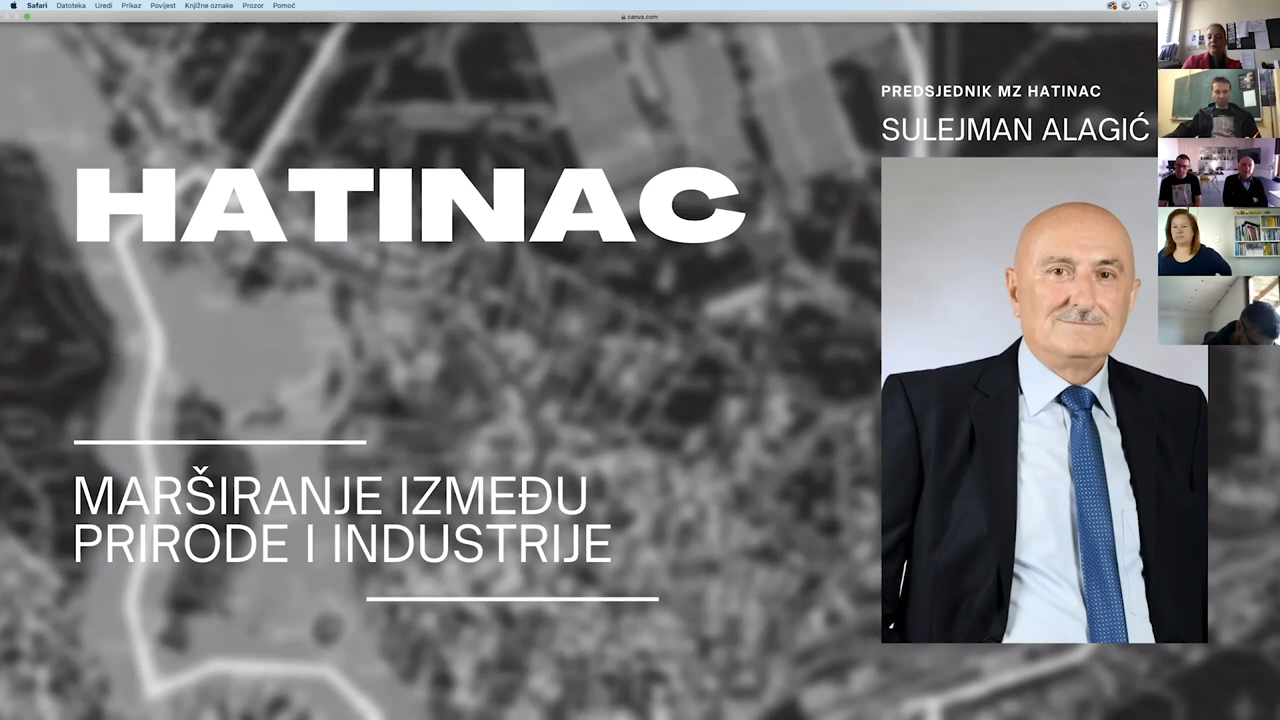 Safari Datoteka Uredi Prikaz Povijest Knjižne oznake Prozor Pomoć
canva.com
PREDSJEDNIK MZ HATINAC
SULEJMAN ALAGIĆ
HATINAC
MARŠIRANJE IZMEĐU
PRIRODE I INDUSTRIJE